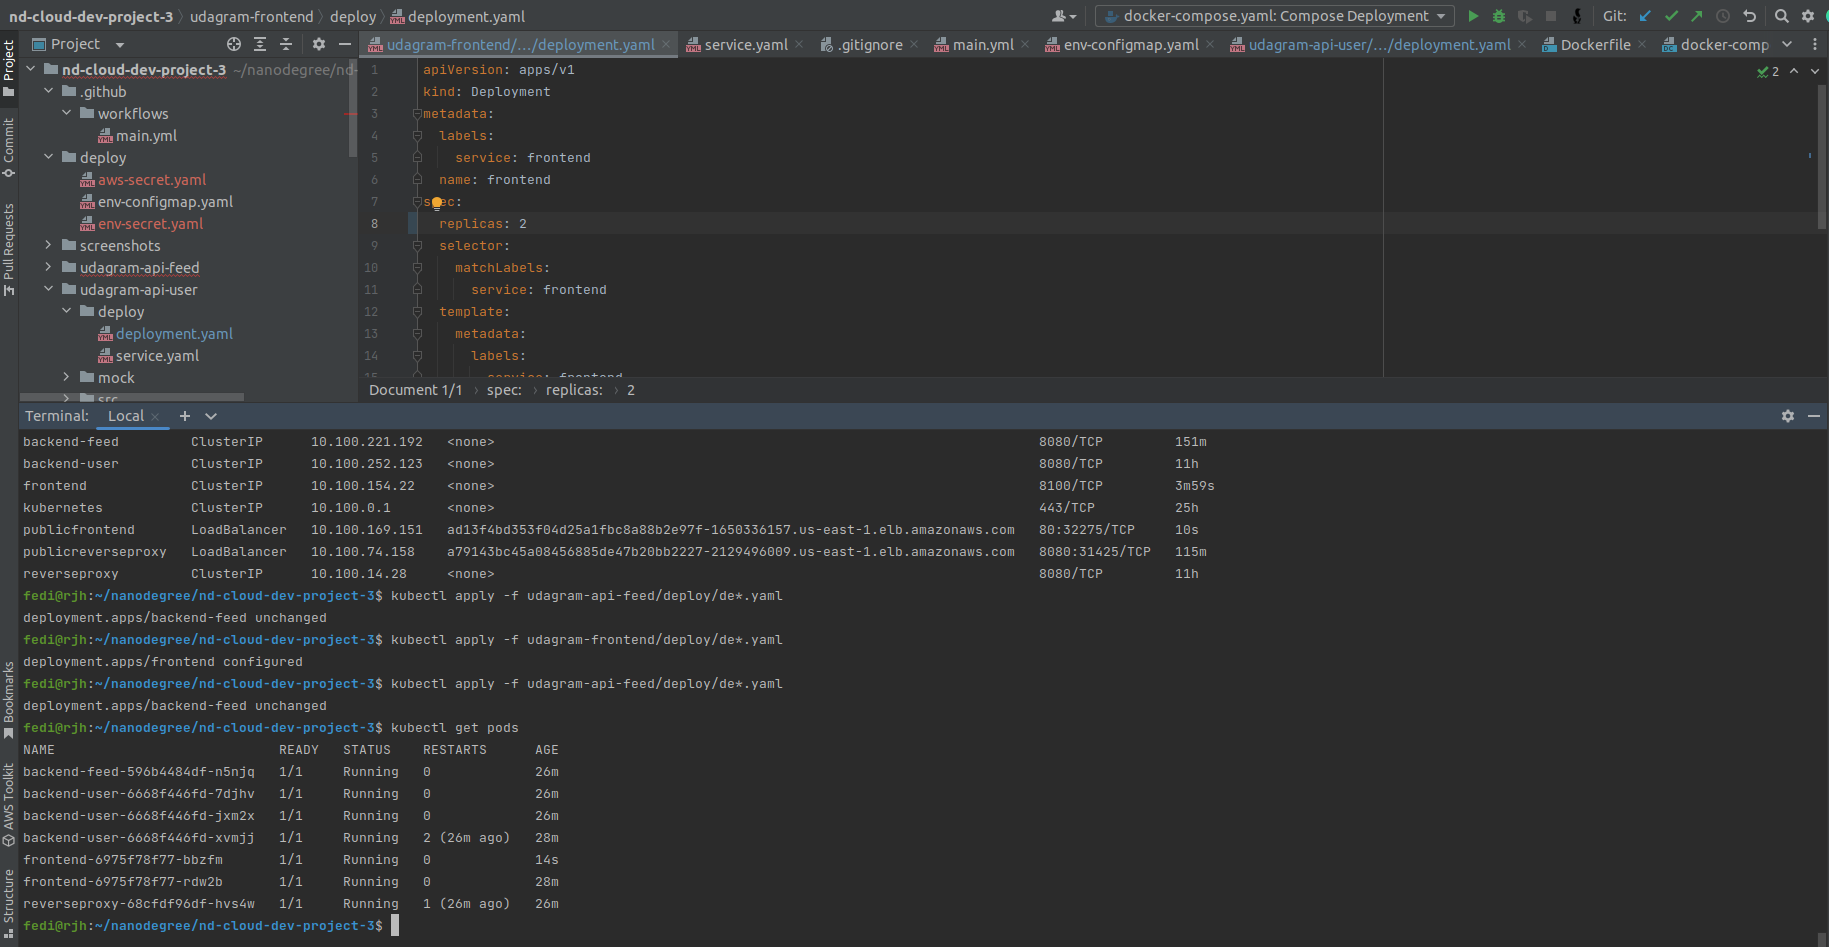 nd-cloud-dev-project-3 udagram-frontend deploy deployment.yaml
docker-compose.yaml: Compose Deployment
Git:
Project
udagram-frontend/.../deployment.yaml
service.yaml
.gitignore
main.yml
env-configmap.yaml
udagram-api-user/.../deployment.yaml
Dockerfile
docker-comp
Project
Commit
Pull Requests
Bookmarks
AWS Toolkit
Structure
nd-cloud-dev-project-3 ~/nanodegree/nd-
.github
workflows
main.yml
deploy
aws-secret.yaml
env-configmap.yaml
env-secret.yaml
screenshots
udagram-api-feed
udagram-api-user
deploy
deployment.yaml
service.yaml
mock
src
2
1 apiVersion: apps/v1
2 kind: Deployment
3 metadata:
4 labels:
5 service: frontend
6 name: frontend
7 spec:
8 replicas: 2
9 selector:
10 matchLabels:
11 service: frontend
12 template:
13 metadata:
14 labels:
15 service: frontend
Document 1/1 spec: replicas: 2
Terminal: Local
backend-feed ClusterIP 10.100.221.192 <none> 8080/TCP 151m
backend-user ClusterIP 10.100.252.123 <none> 8080/TCP 11h
frontend ClusterIP 10.100.154.22 <none> 8100/TCP 3m59s
kubernetes ClusterIP 10.100.0.1 <none> 443/TCP 25h
publicfrontend LoadBalancer 10.100.169.151 ad13f4bd353f04d25a1fbc8a88b2e97f-1650336157.us-east-1.elb.amazonaws.com 80:32275/TCP 10s
publicreverseproxy LoadBalancer 10.100.74.158 a79143bc45a08456885de47b20bb2227-2129496009.us-east-1.elb.amazonaws.com 8080:31425/TCP 115m
reverseproxy ClusterIP 10.100.14.28 <none> 8080/TCP 11h
fedi@rjh:~/nanodegree/nd-cloud-dev-project-3$ kubectl apply -f udagram-api-feed/deploy/de*.yaml
deployment.apps/backend-feed unchanged
fedi@rjh:~/nanodegree/nd-cloud-dev-project-3$ kubectl apply -f udagram-frontend/deploy/de*.yaml
deployment.apps/frontend configured
fedi@rjh:~/nanodegree/nd-cloud-dev-project-3$ kubectl apply -f udagram-api-feed/deploy/de*.yaml
deployment.apps/backend-feed unchanged
fedi@rjh:~/nanodegree/nd-cloud-dev-project-3$ kubectl get pods
NAME READY STATUS RESTARTS AGE
backend-feed-596b4484df-n5njq 1/1 Running 0 26m
backend-user-6668f446fd-7djhv 1/1 Running 0 26m
backend-user-6668f446fd-jxm2x 1/1 Running 0 26m
backend-user-6668f446fd-xvmjj 1/1 Running 2 (26m ago) 28m
frontend-6975f78f77-bbzfm 1/1 Running 0 14s
frontend-6975f78f77-rdw2b 1/1 Running 0 28m
reverseproxy-68cfdf96df-hvs4w 1/1 Running 1 (26m ago) 26m
fedi@rjh:~/nanodegree/nd-cloud-dev-project-3$